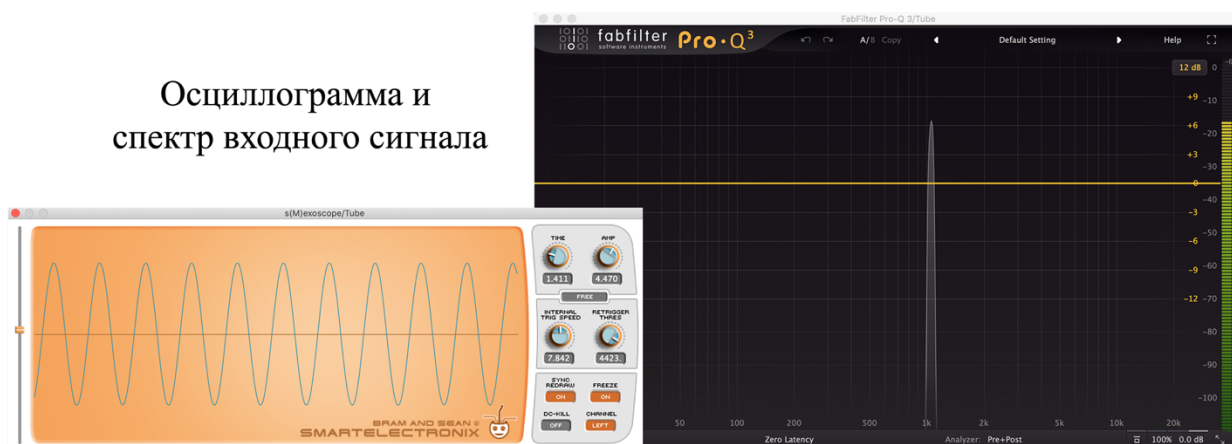 Осциллограмма и
спектр входного сигнала
FabFilter Pro-Q 3/Tube
fabfilter
software instruments
Pro·Q3
A/B Copy
Default Setting
Help
12 dB 0
+9 -10
+6 -20
+3 -30
0 -40
-3 -50
-6 -60
-9 -70
-12 -80
-90
-100
50 100 200 500 1k 2k 5k 10k 20k
Zero Latency
Analyzer: Pre+Post
100% 0.0 dB
s(M)exoscope/Tube
TIME AMP
1.411 4.470
FREE
INTERNAL TRIG SPEED
RETRIGGER THRES
7.842 4423.
SYNC REDRAW
FREEZE
ON ON
DC-KILL CHANNEL
OFF LEFT
BRAM AND SEAN @
SMARTELECTRONIX